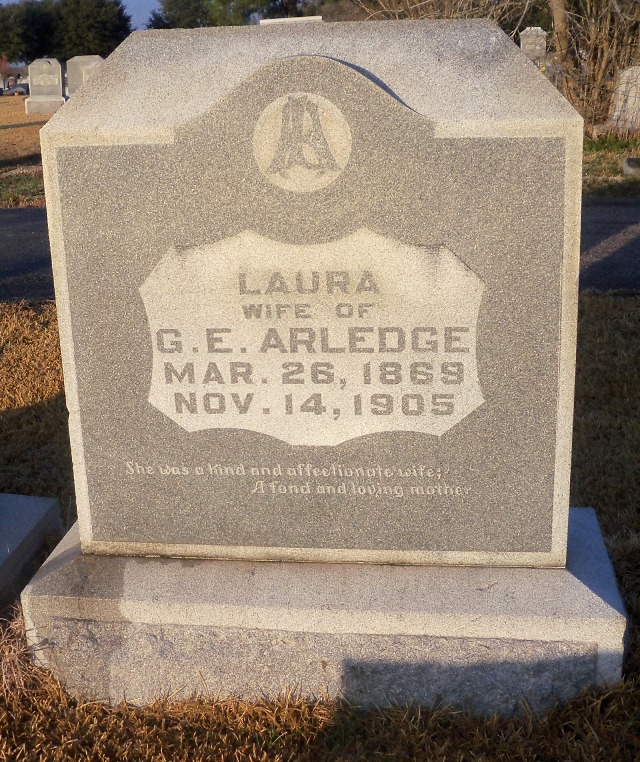 A
LAURA
WIFE OF
G. E. ARLEDGE
MAR. 26, 1869
NOV. 14, 1905
She was a kind and affectionate wife;
A fond and loving mother